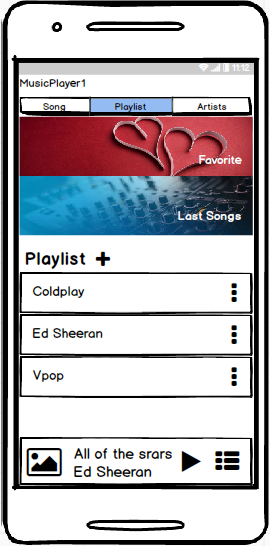 11:12
MusicPlayer1
Song Playlist Artists
Favorite
Last Songs
Playlist +
Coldplay
Ed Sheeran
Vpop
All of the srars
Ed Sheeran